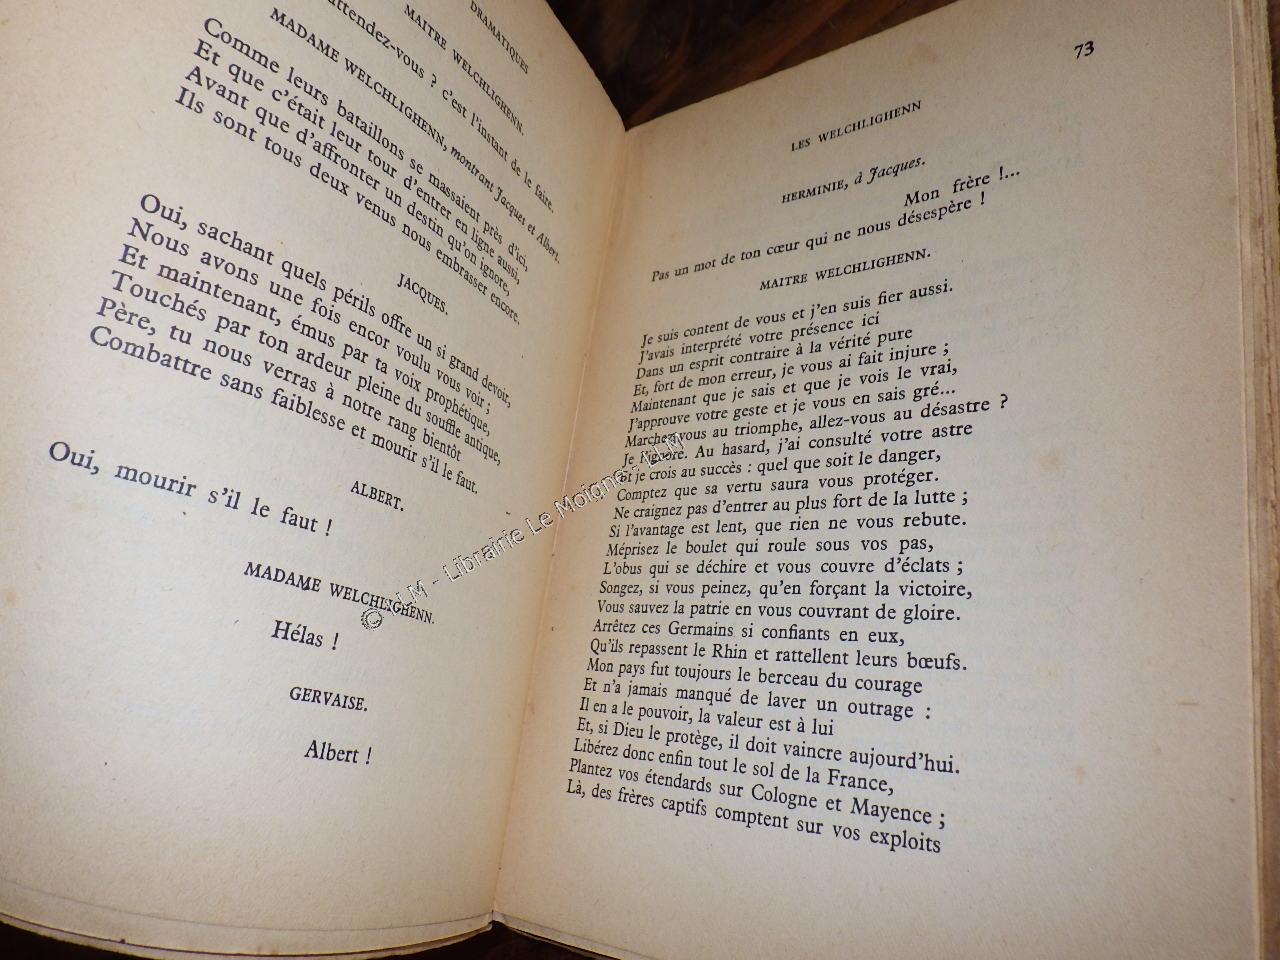 DRAMATIQUES
MAITRE WELCHLIGHENN.
attendez-vous ? c'est l'instant de le faire.
MADAME WELCHLIGHENN, montrant Jacques et Albert.
Comme leurs bataillons se massaient près d'ici,
Et que c'était leur tour d'entrer en ligne aussi,
Avant que d'affronter un destin qu'on ignore,
Ils sont tous deux venus nous embrasser encore.
JACQUES.
Oui, sachant quels périls offre un si grand devoir,
Nous avons une fois encor voulu vous voir ;
Et maintenant, émus par ta voix prophétique,
Touchés par ton ardeur pleine du souffle antique,
Père, tu nous verras à notre rang bientôt
Combattre sans faiblesse et mourir s'il le faut.
ALBERT.
Oui, mourir s'il le faut !
MADAME WELCHLIGHENN.
Hélas !
GERVAISE.
Albert !
73
LES WELCHLIGHENN
HERMINIE, à Jacques.
Mon frère !...
Pas un mot de ton cœur qui ne nous désespère !
MAITRE WELCHLIGHENN.
Je suis content de vous et j'en suis fier aussi.
J'avais interprété votre présence ici
Dans un esprit contraire à la vérité pure
Et, fort de mon erreur, je vous ai fait injure ;
Maintenant que je sais et que je vois le vrai,
J'approuve votre geste et je vous en sais gré...
Marchez-vous au triomphe, allez-vous au désastre ?
Je l'ignore. Au hasard, j'ai consulté votre astre
Et je crois au succès : quel que soit le danger,
Comptez que sa vertu saura vous protéger.
Ne craignez pas d'entrer au plus fort de la lutte ;
Si l'avantage est lent, que rien ne vous rebute.
Méprisez le boulet qui roule sous vos pas,
L'obus qui se déchire et vous couvre d'éclats ;
Songez, si vous peinez, qu'en forçant la victoire,
Vous sauvez la patrie en vous couvrant de gloire.
Arrêtez ces Germains si confiants en eux,
Qu'ils repassent le Rhin et rattellent leurs bœufs.
Mon pays fut toujours le berceau du courage
Et n'a jamais manqué de laver un outrage :
Il en a le pouvoir, la valeur est à lui
Et, si Dieu le protège, il doit vaincre aujourd'hui.
Libérez donc enfin tout le sol de la France,
Plantez vos étendards sur Cologne et Mayence ;
Là, des frères captifs comptent sur vos exploits
© LLM - Librairie Le Moigne - LLM